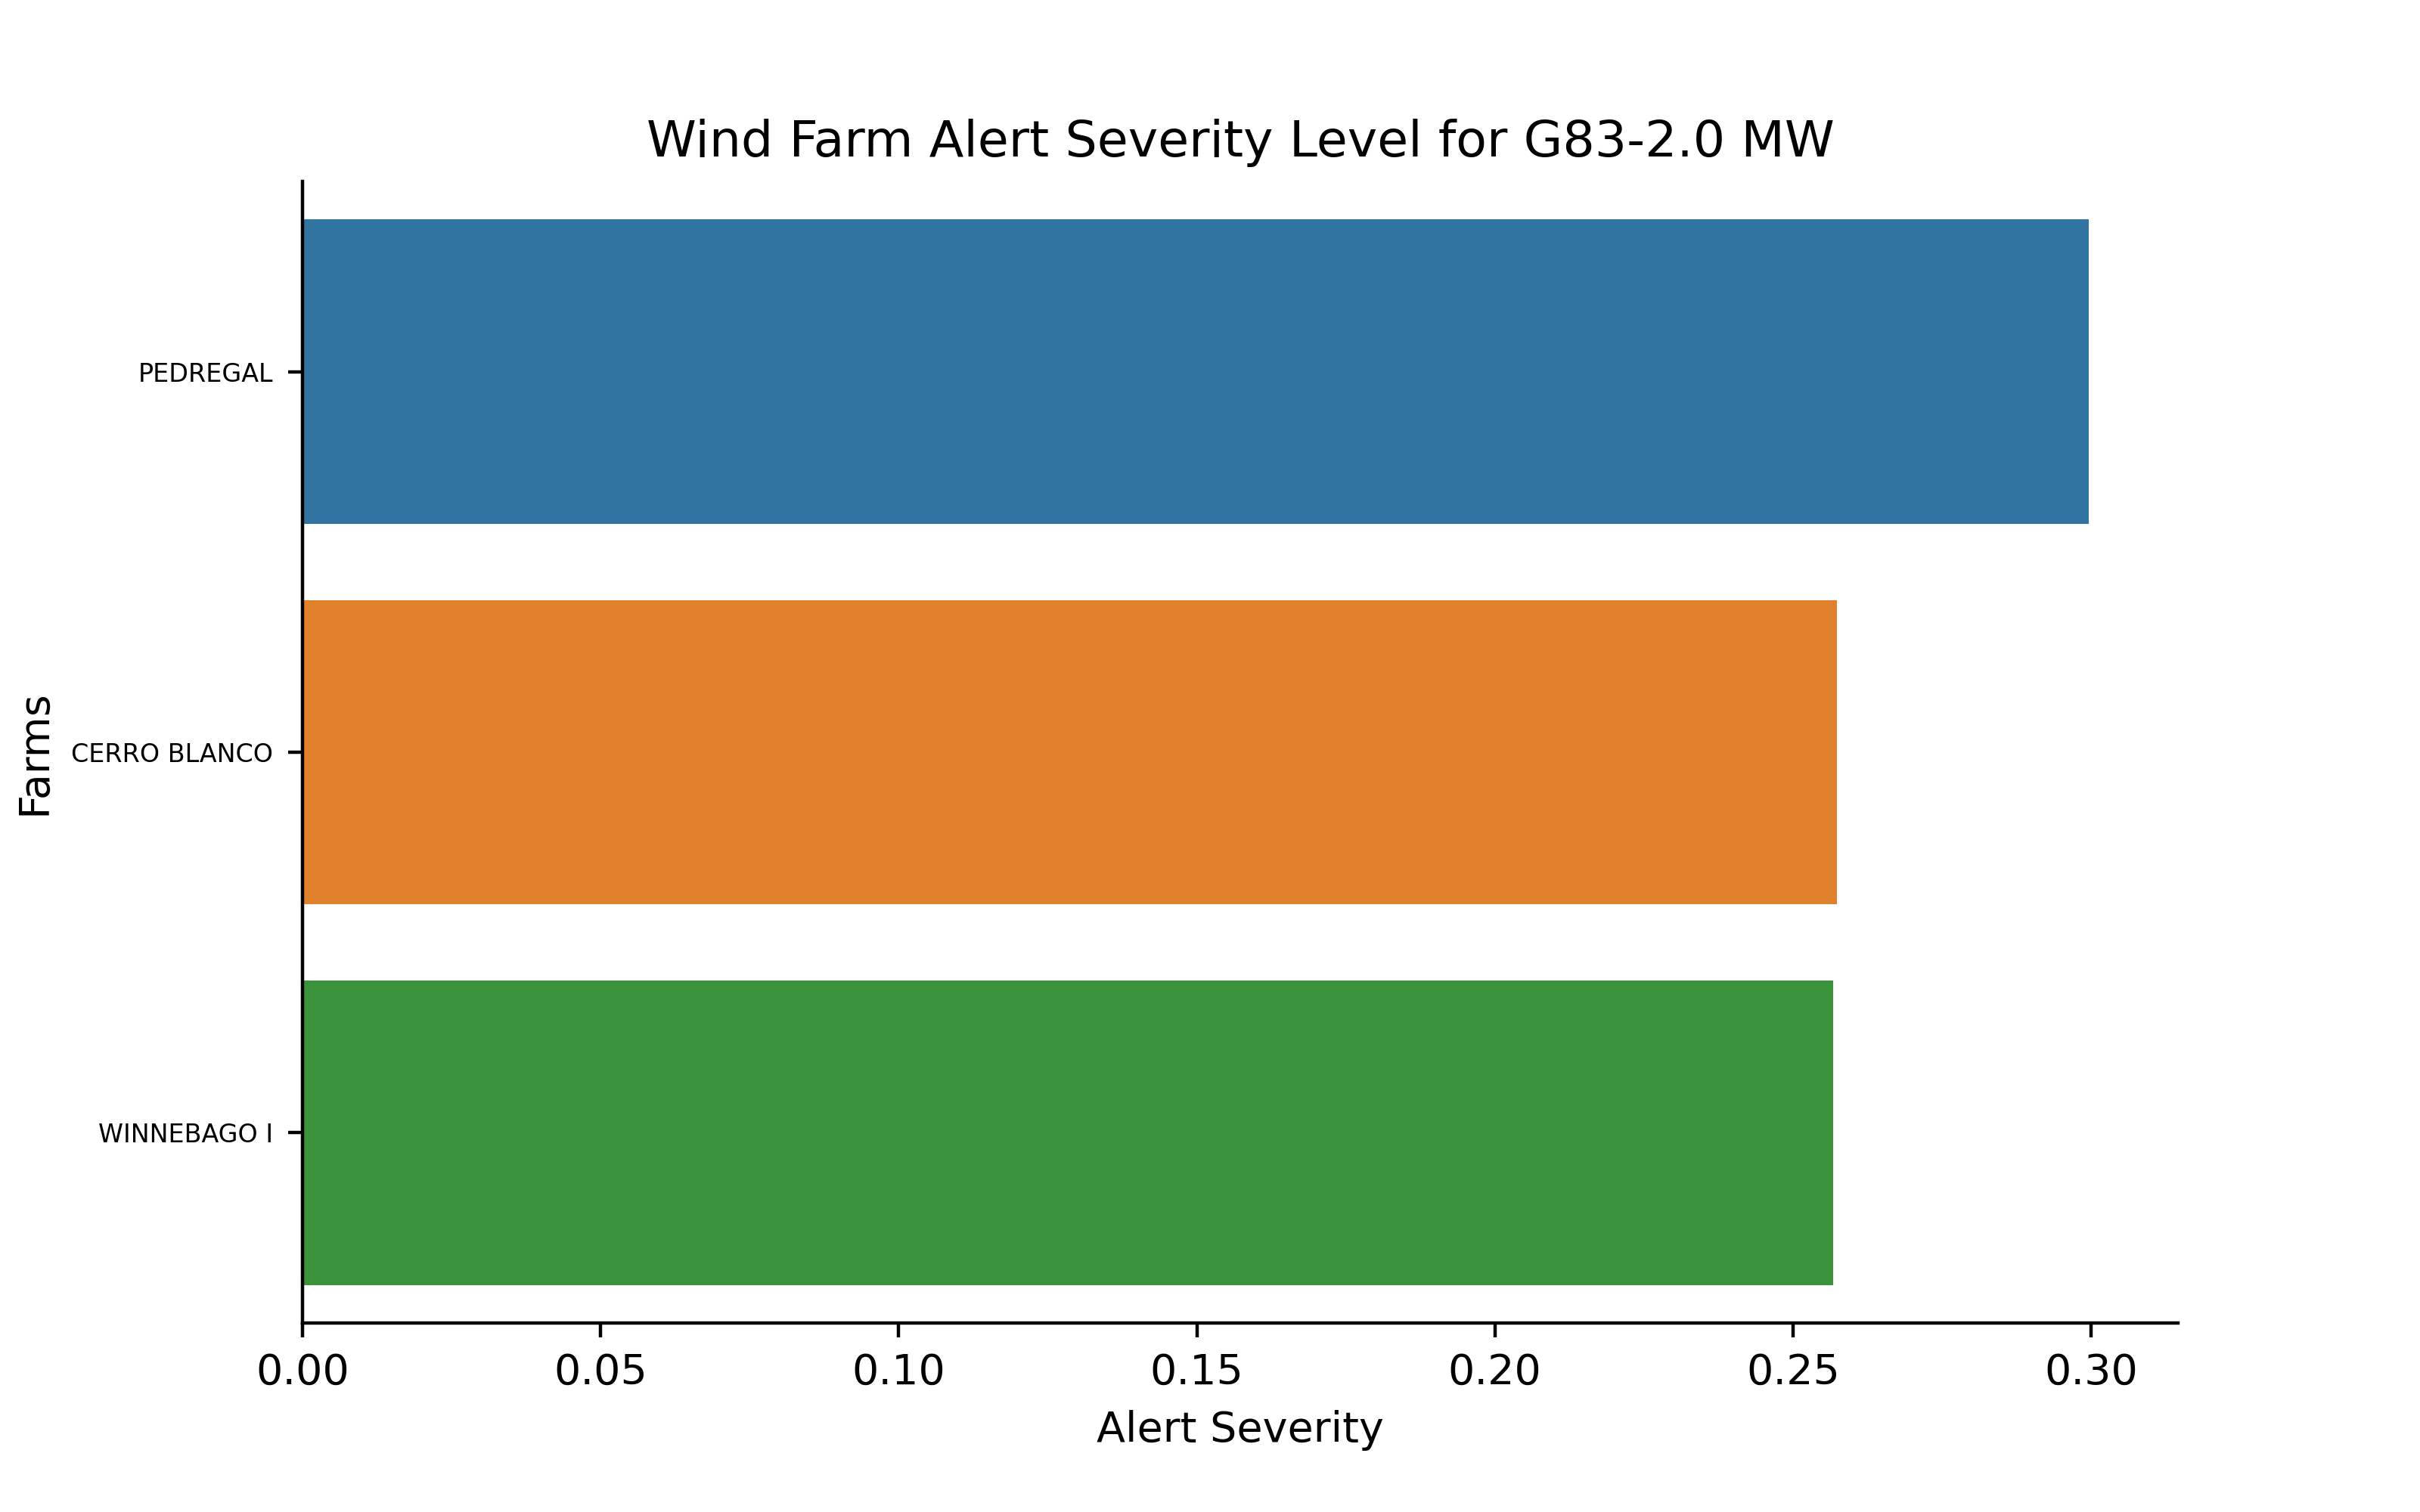 Wind Farm Alert Severity Level for G83-2.0 MW
PEDREGAL
CERRO BLANCO
WINNEBAGO I
Farms
0.00 0.05 0.10 0.15 0.20 0.25 0.30
Alert Severity